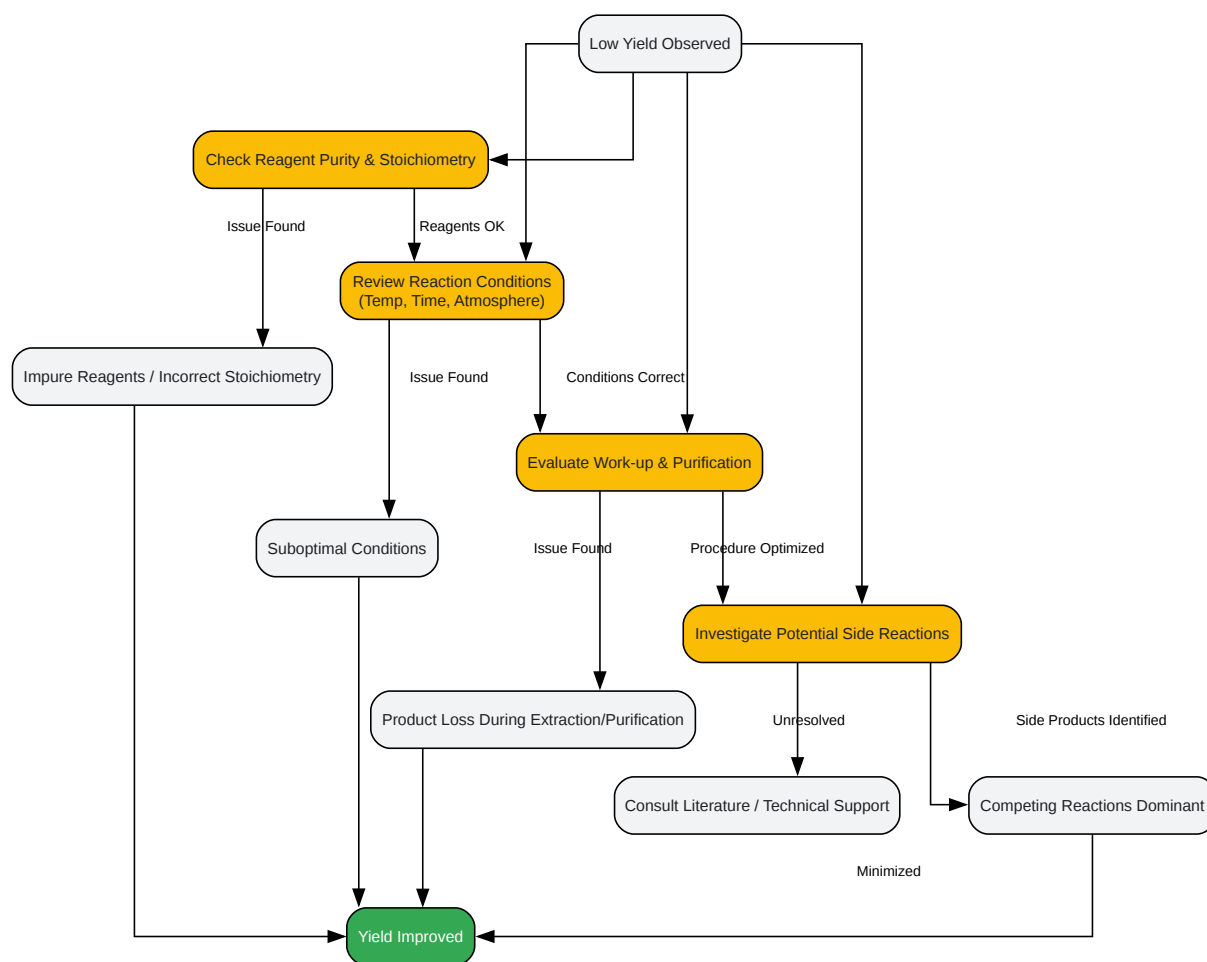 Low Yield Observed
Check Reagent Purity & Stoichiometry
Issue Found
Reagents OK
Review Reaction Conditions
(Temp, Time, Atmosphere)
Impure Reagents / Incorrect Stoichiometry
Issue Found
Conditions Correct
Evaluate Work-up & Purification
Suboptimal Conditions
Issue Found
Procedure Optimized
Investigate Potential Side Reactions
Product Loss During Extraction/Purification
Unresolved
Side Products Identified
Consult Literature / Technical Support
Competing Reactions Dominant
Minimized
Yield Improved